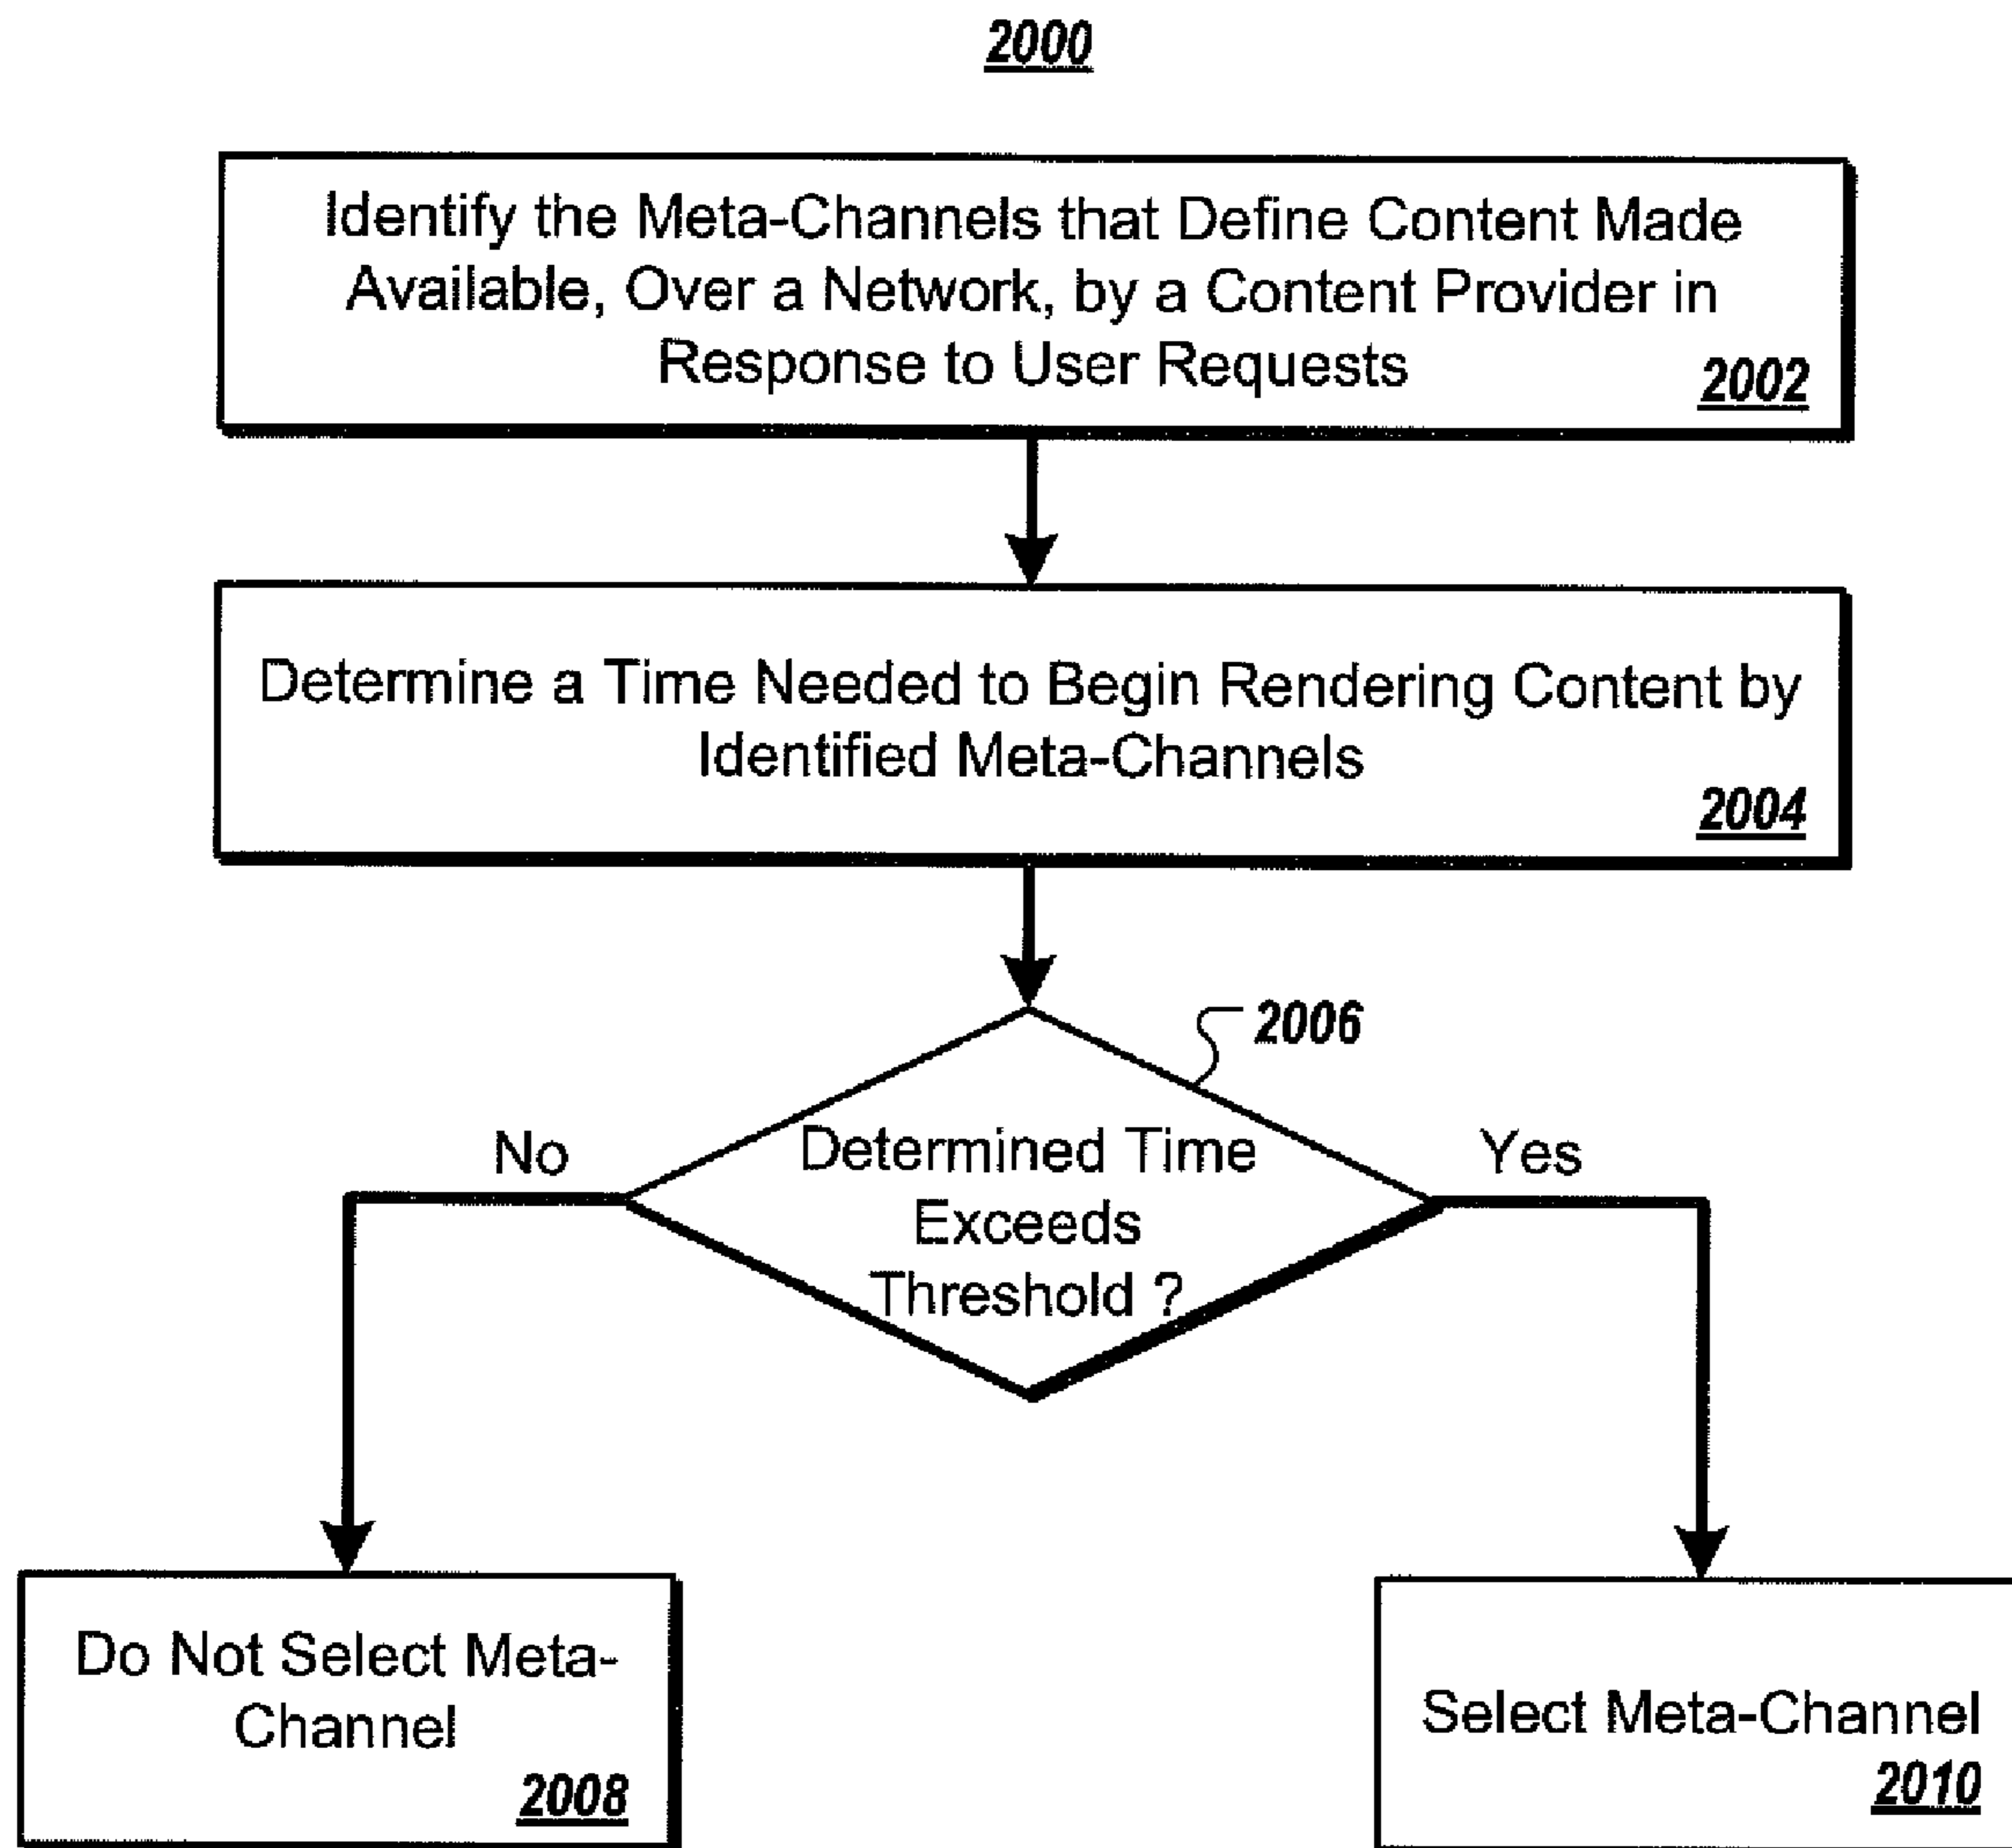 2000
Identify the Meta-Channels that Define Content Made
Available, Over a Network, by a Content Provider in
Response to User Requests
2002
Determine a Time Needed to Begin Rendering Content by
Identified Meta-Channels
2004
2006
No
Determined Time
Exceeds
Threshold ?
Yes
Do Not Select Meta-
Channel
2008
Select Meta-Channel
2010